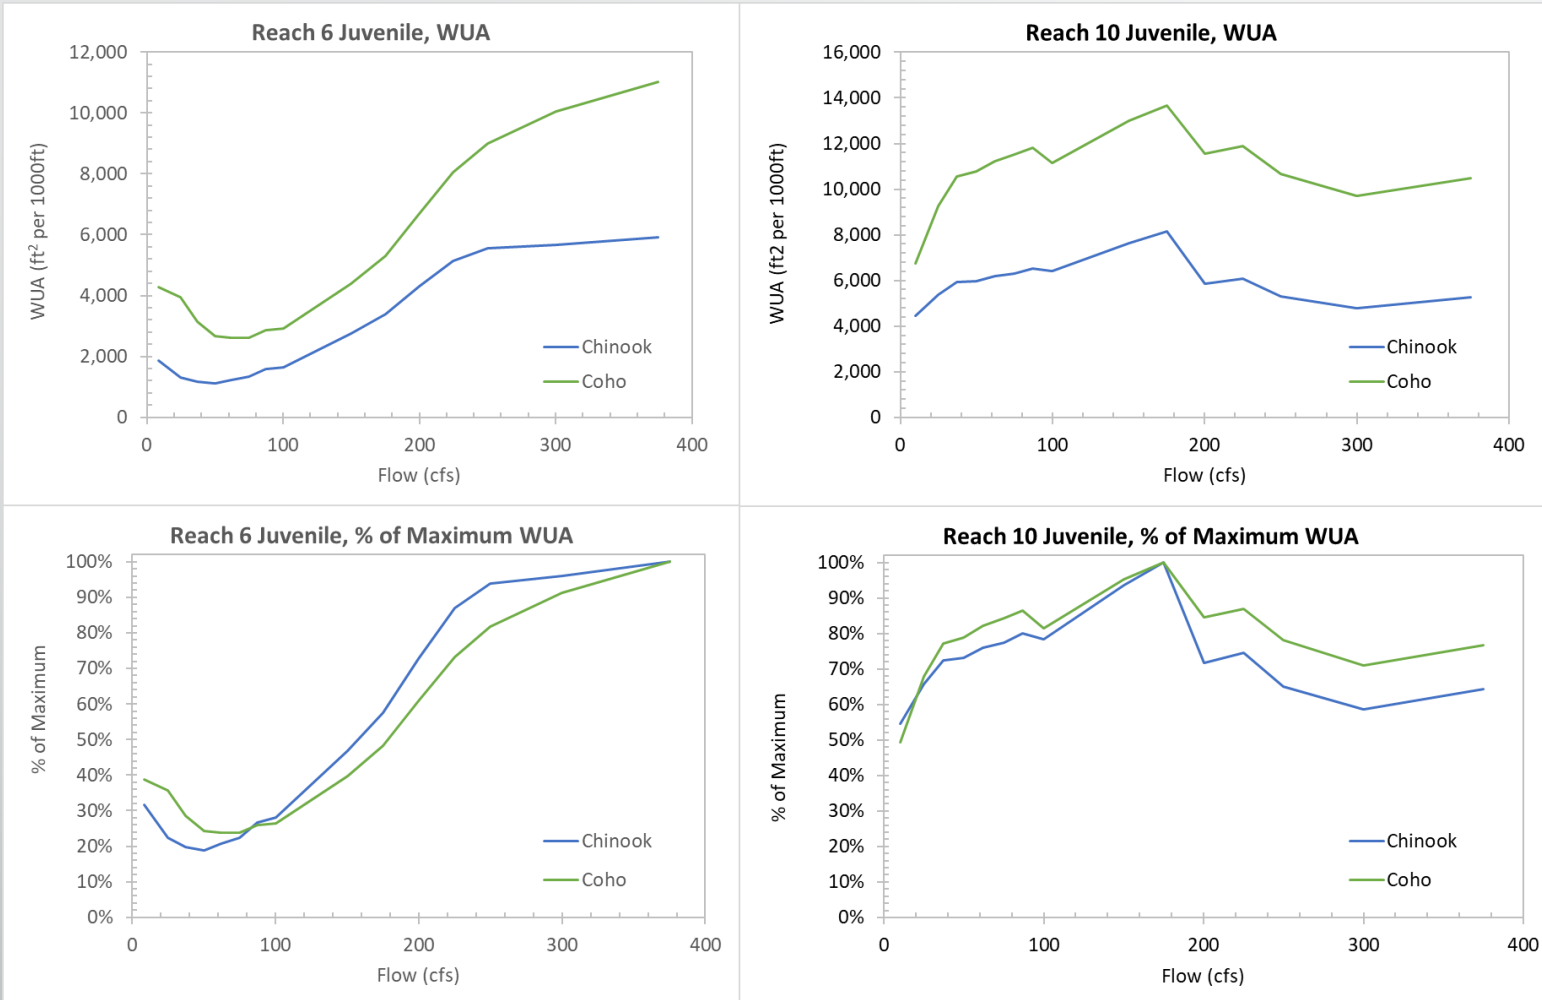 Reach 6 Juvenile, WUA
12,000
10,000
8,000
6,000
4,000
2,000
0
WUA (ft² per 1000ft)
0 100 200 300 400
Flow (cfs)
Chinook
Coho
Reach 10 Juvenile, WUA
16,000
14,000
12,000
10,000
8,000
6,000
4,000
2,000
0
WUA (ft2 per 1000ft)
0 100 200 300 400
Flow (cfs)
Chinook
Coho
Reach 6 Juvenile, % of Maximum WUA
100%
90%
80%
70%
60%
50%
40%
30%
20%
10%
0%
% of Maximum
0 100 200 300 400
Flow (cfs)
Chinook
Coho
Reach 10 Juvenile, % of Maximum WUA
100%
90%
80%
70%
60%
50%
40%
30%
20%
10%
0%
% of Maximum
0 100 200 300 400
Flow (cfs)
Chinook
Coho